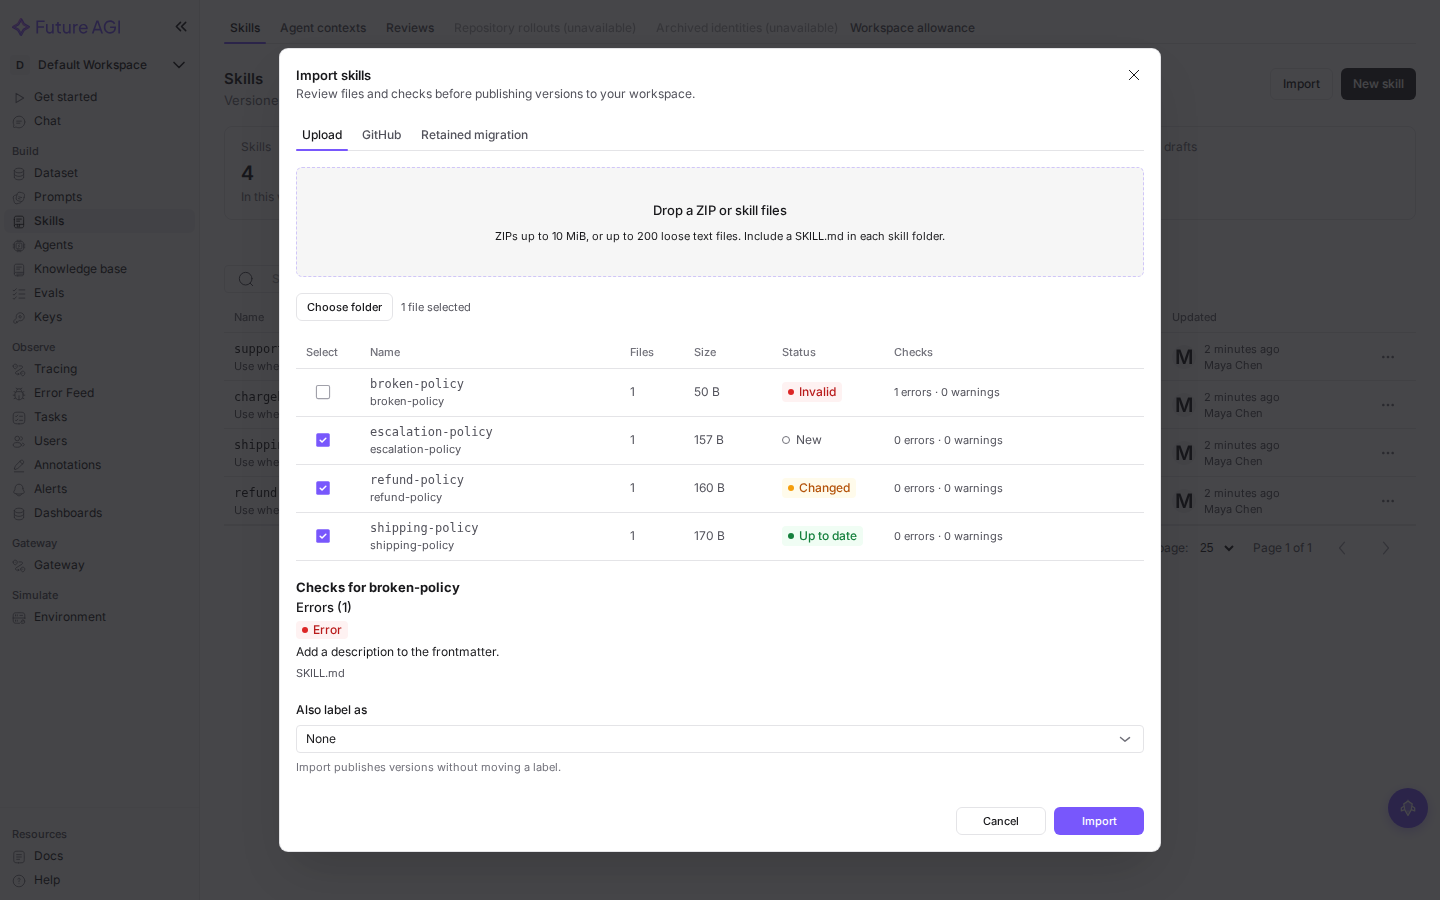 Future AGI
Skills
Agent contexts
Reviews
Repository rollouts (unavailable)
Archived identities (unavailable)
Workspace allowance
D
Default Workspace
Get started
Chat
Build
Dataset
Prompts
Skills
Agents
Knowledge base
Evals
Keys
Observe
Tracing
Error Feed
Tasks
Users
Annotations
Alerts
Dashboards
Gateway
Gateway
Simulate
Environment
Resources
Docs
Help
Skills
Import
New skill
Skills
4
In this
drafts
Name
Updated
Use
2 minutes ago
M
Maya Chen
Use
2 minutes ago
M
Maya Chen
Use
2 minutes ago
M
Maya Chen
refund
Use
2 minutes ago
M
Maya Chen
25
Page 1 of 1
Import skills
Review files and checks before publishing versions to your workspace.
Upload
GitHub
Retained migration
Drop a ZIP or skill files
ZIPs up to 10 MiB, or up to 200 loose text files. Include a SKILL.md in each skill folder.
Choose folder
1 file selected
Select
Name
Files
Size
Status
Checks
broken-policy
broken-policy
1
50 B
Invalid
1 errors · 0 warnings
escalation-policy
escalation-policy
1
157 B
New
0 errors · 0 warnings
refund-policy
refund-policy
1
160 B
Changed
0 errors · 0 warnings
shipping-policy
shipping-policy
1
170 B
Up to date
0 errors · 0 warnings
Checks for broken-policy
Errors (1)
Error
Add a description to the frontmatter.
SKILL.md
Also label as
None
Import publishes versions without moving a label.
Cancel
Import